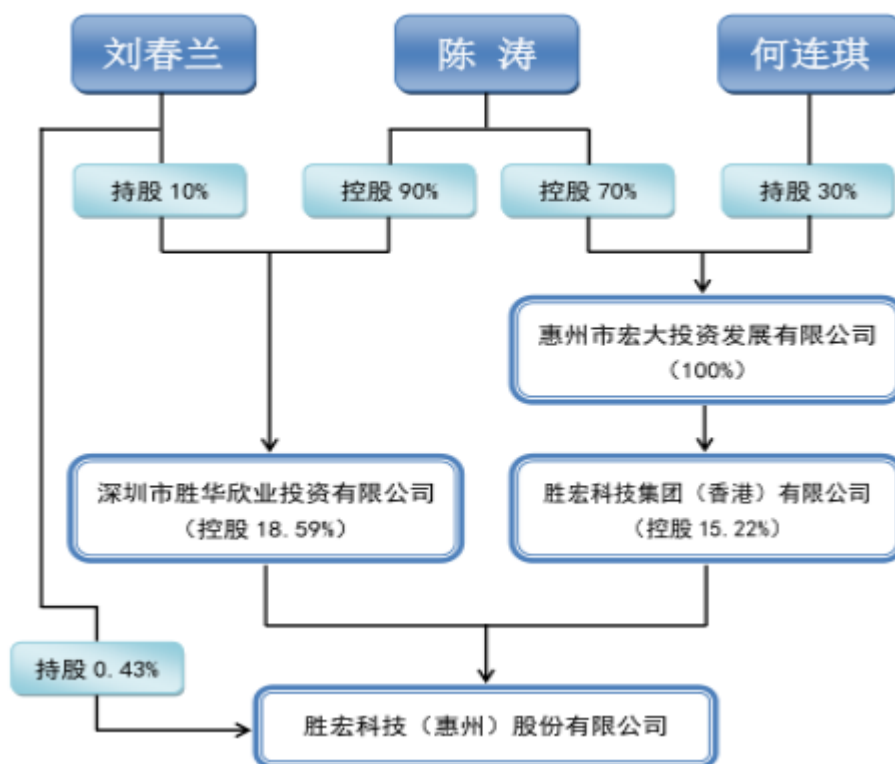 刘春兰
陈 涛
何连琪
持股 10%
控股 90%
控股 70%
持股 30%
惠州市宏大投资发展有限公司
（100%）
深圳市胜华欣业投资有限公司
（控股 18.59%）
胜宏科技集团（香港）有限公司
（控股 15.22%）
持股 0.43%
胜宏科技（惠州）股份有限公司